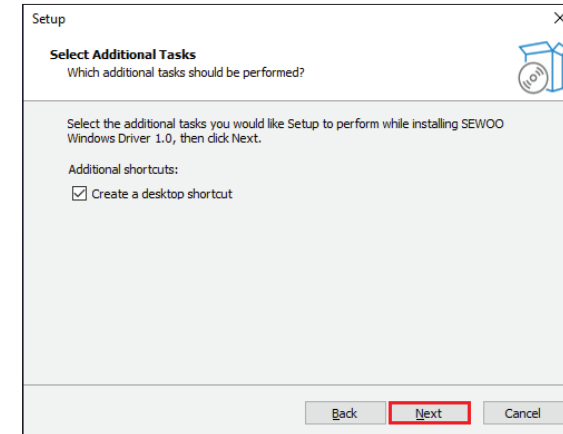 Setup
Select Additional Tasks
Which additional tasks should be performed?
Select the additional tasks you would like Setup to perform while installing SEWOO
Windows Driver 1.0, then click Next.
Additional shortcuts:
Create a desktop shortcut
Back Next Cancel